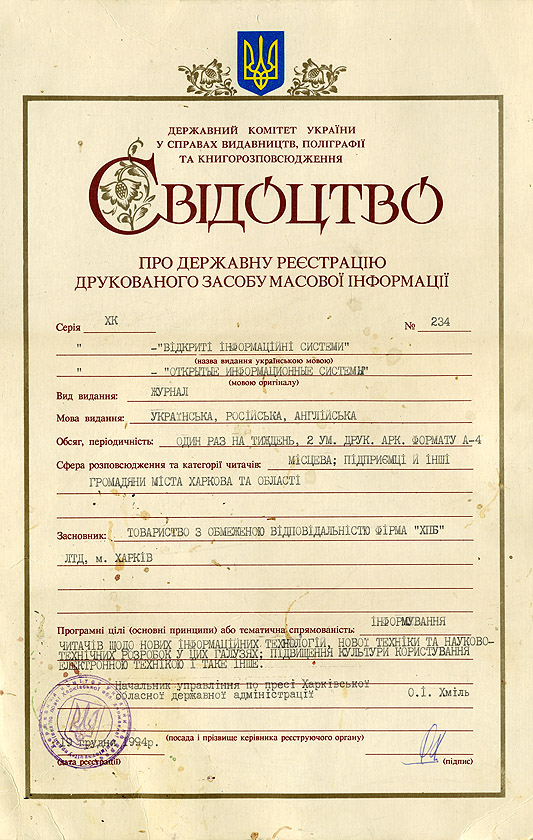 ДЕРЖАВНИЙ КОМІТЕТ УКРАЇНИ
У СПРАВАХ ВИДАВНИЦТВ, ПОЛІГРАФІЇ
ТА КНИГОРОЗПОВСЮДЖЕННЯ
СВІДОЦТВО
ПРО ДЕРЖАВНУ РЕЄСТРАЦІЮ
ДРУКОВАНОГО ЗАСОБУ МАСОВОЇ ІНФОРМАЦІЇ
Серія ХК № 234
" -"ВІДКРИТІ ІНФОРМАЦІЙНІ СИСТЕМИ"
(назва видання українською мовою)
" - "ОТКРЫТЫЕ ИНФОРМАЦИОННЫЕ СИСТЕМЫ"
(мовою оригіналу)
Вид видання: ЖУРНАЛ
Мова видання: УКРАЇНСЬКА, РОСІЙСЬКА, АНГЛІЙСЬКА
Обсяг, періодичність: ОДИН РАЗ НА ТИЖДЕНЬ, 2 УМ. ДРУК. АРК. ФОРМАТУ А-4
Сфера розповсюдження та категорії читачів: МІСЦЕВА; ПІДПРИЄМЦІ Й ІНШІ
ГРОМАДЯНИ МІСТА ХАРКОВА ТА ОБЛАСТІ
Засновник: ТОВАРИСТВО З ОБМЕЖЕНОЮ ВІДПОВІДАЛЬНІСТЮ ФІРМА "ХПБ"
ЛТД, м. ХАРКІВ
Програмні цілі (основні принципи) або тематична спрямованість: ІНФОРМУВАННЯ
ЧИТАЧІВ ЩОДО НОВИХ ІНФОРМАЦІЙНИХ ТЕХНОЛОГІЙ, НОВОЇ ТЕХНІКИ ТА НАУКОВО-
ТЕХНІЧНИХ РОЗРОБОК У ЦИХ ГАЛУЗЯХ; ПІДВИЩЕННЯ КУЛЬТУРИ КОРИСТУВАННЯ
ЕЛЕКТРОННОЮ ТЕХНІКОЮ І ТАКЕ ІНШЕ.
Начальник управління по пресі Харківської
обласної державної адміністрації О.І. Хміль
19 грудня 1994р. (посада і прізвище керівника реєструючого органу)
(дата реєстрації) (підпис)